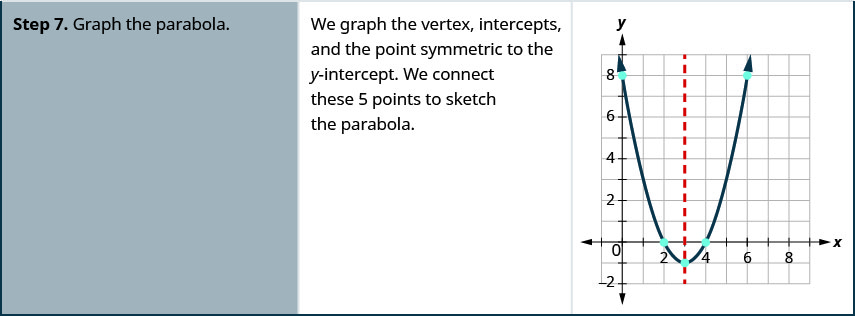 Step 7. Graph the parabola.
We graph the vertex, intercepts,
and the point symmetric to the
y-intercept. We connect
these 5 points to sketch
the parabola.
y
8
6
4
2
0
2 4 6 8
x
−2